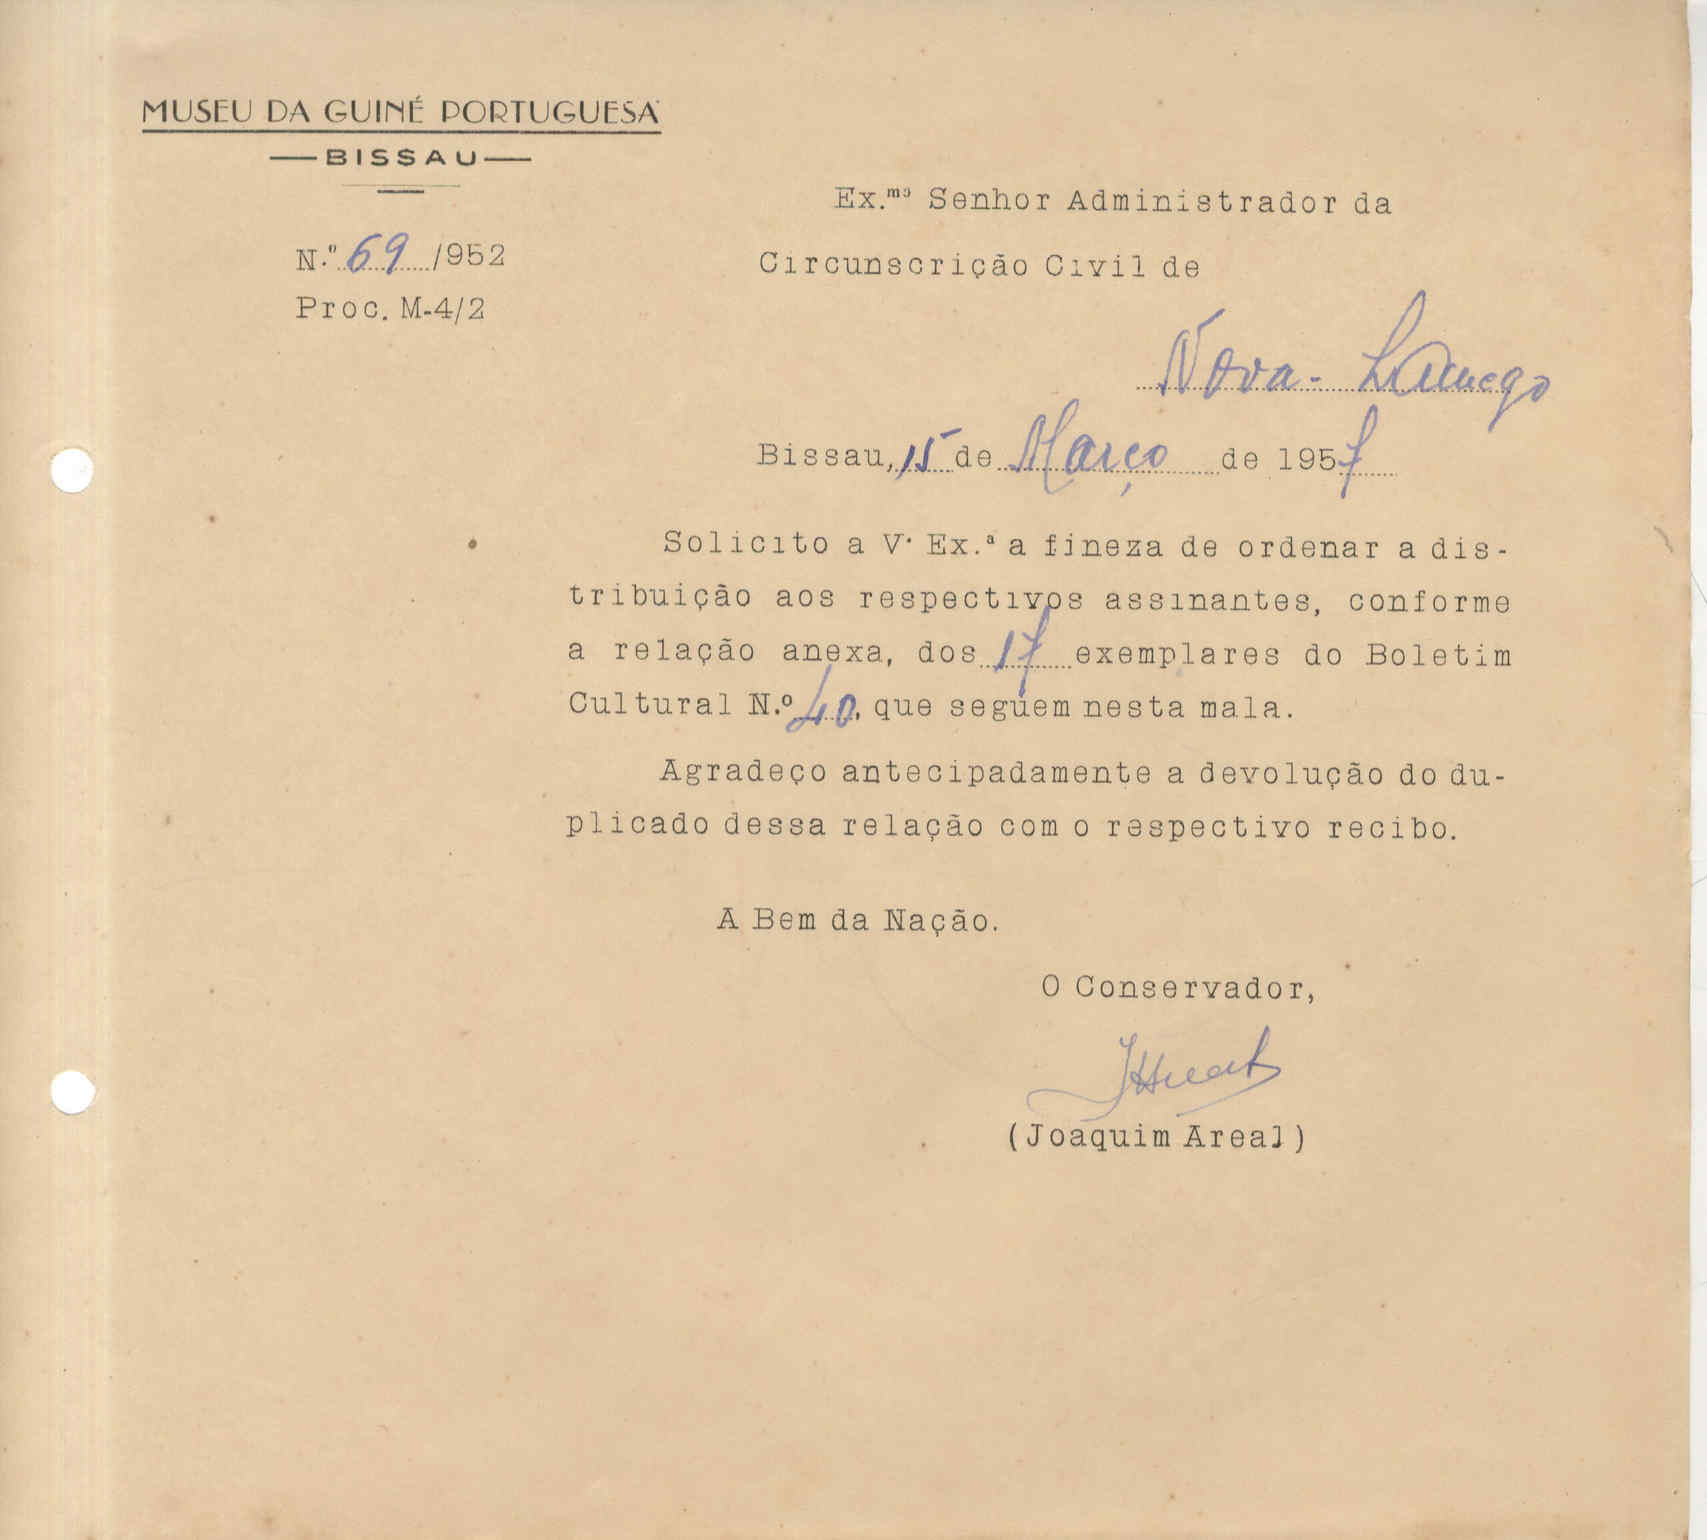 MUSEU DA GUINÉ PORTUGUESA
BISSAU
N.º 69 /952
Proc. M-4/2
Ex.mo Senhor Administrador da
Circunscrição Civil de
Nova-Lamego
Bissau, 15 de Março de 1957
Solicito a V. Ex.ª a fineza de ordenar a dis-
tribuição aos respectivos assinantes, conforme
a relação anexa, dos 17 exemplares do Boletim
Cultural N.º 40, que seguem nesta mala.
Agradeço antecipadamente a devolução do du-
plicado dessa relação com o respectivo recibo.
A Bem da Nação.
O Conservador,
(Joaquim Areal)